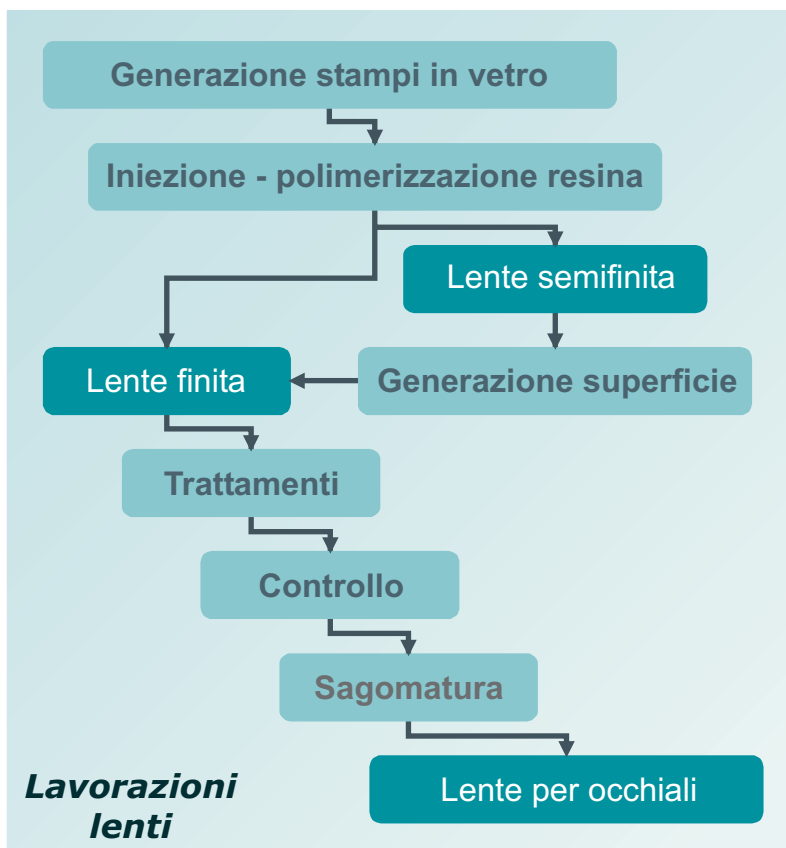 Generazione stampi in vetro
Iniezione - polimerizzazione resina
Lente semifinita
Lente finita
Generazione superficie
Trattamenti
Controllo
Sagomatura
Lente per occhiali
Lavorazioni
lenti